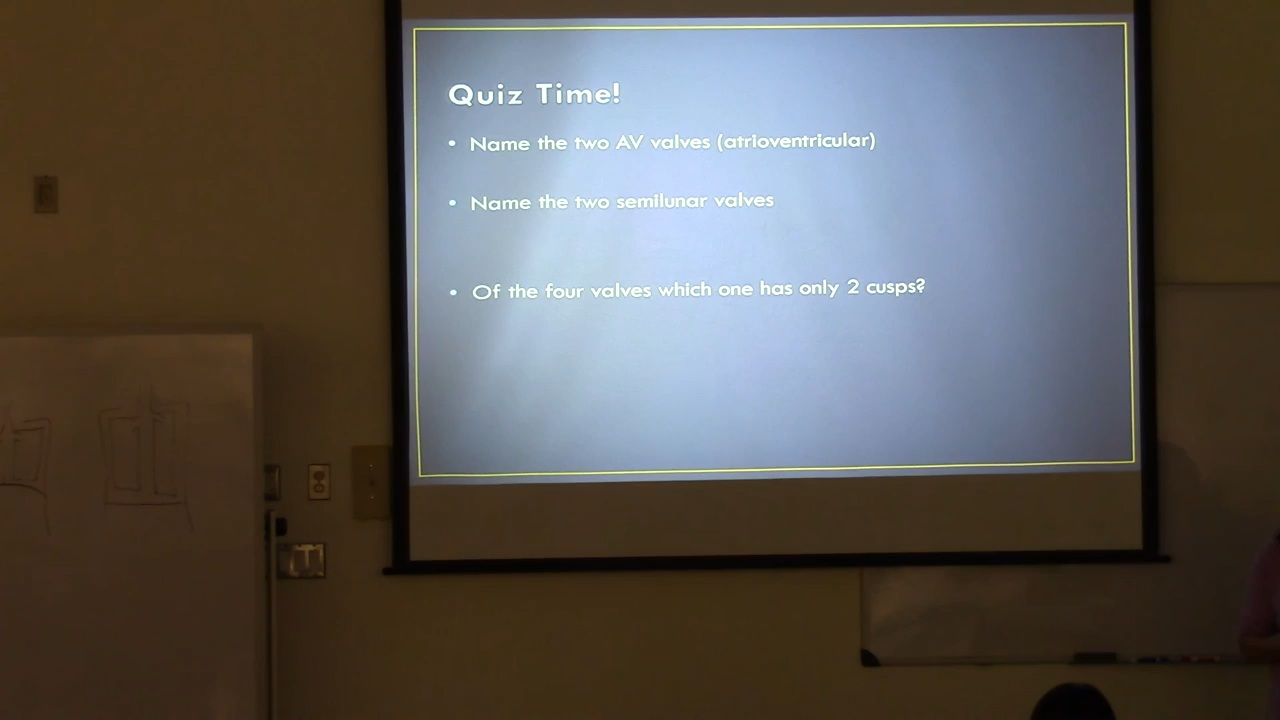 Quiz Time!
• Name the two AV valves (atrioventricular)
• Name the two semilunar valves
• Of the four valves which one has only 2 cusps?